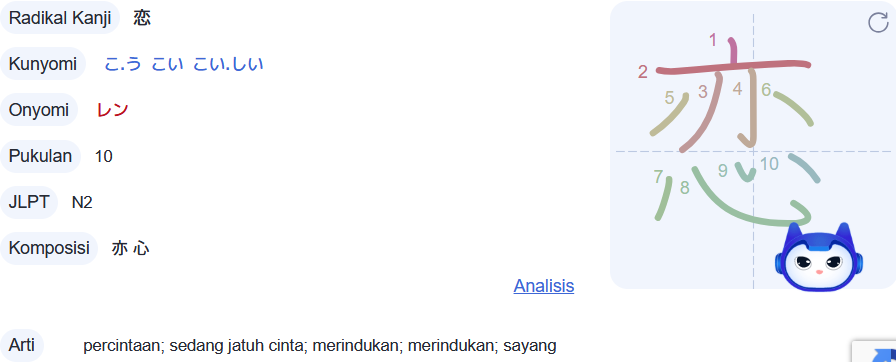 Radikal Kanji 恋
Kunyomi こ.う こい こい.しい
Onyomi レン
Pukulan 10
JLPT N2
Komposisi 亦 心
Analisis
Arti percintaan; sedang jatuh cinta; merindukan; merindukan; sayang
1
2
3
4
5
6
7
8
9
10
恋